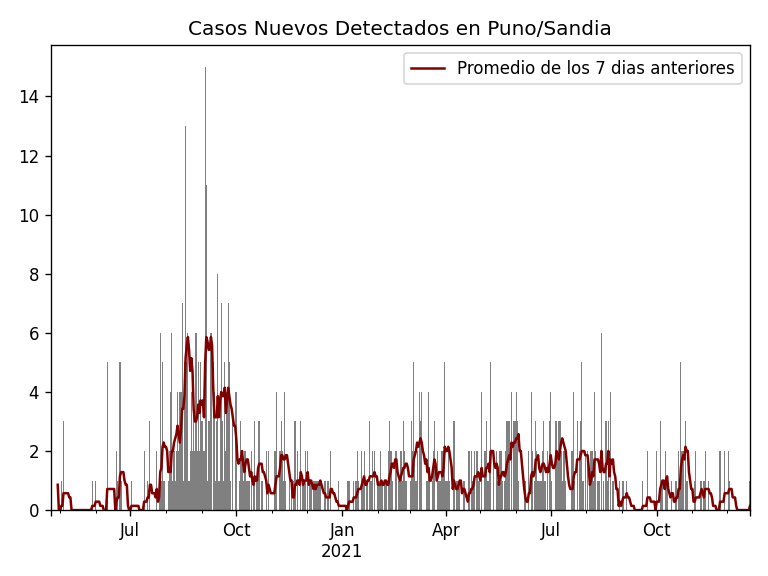 Casos Nuevos Detectados en Puno/Sandia
Promedio de los 7 dias anteriores
14
12
10
8
6
4
2
0
Jul
Oct
Jan
Apr
Jul
Oct
2021